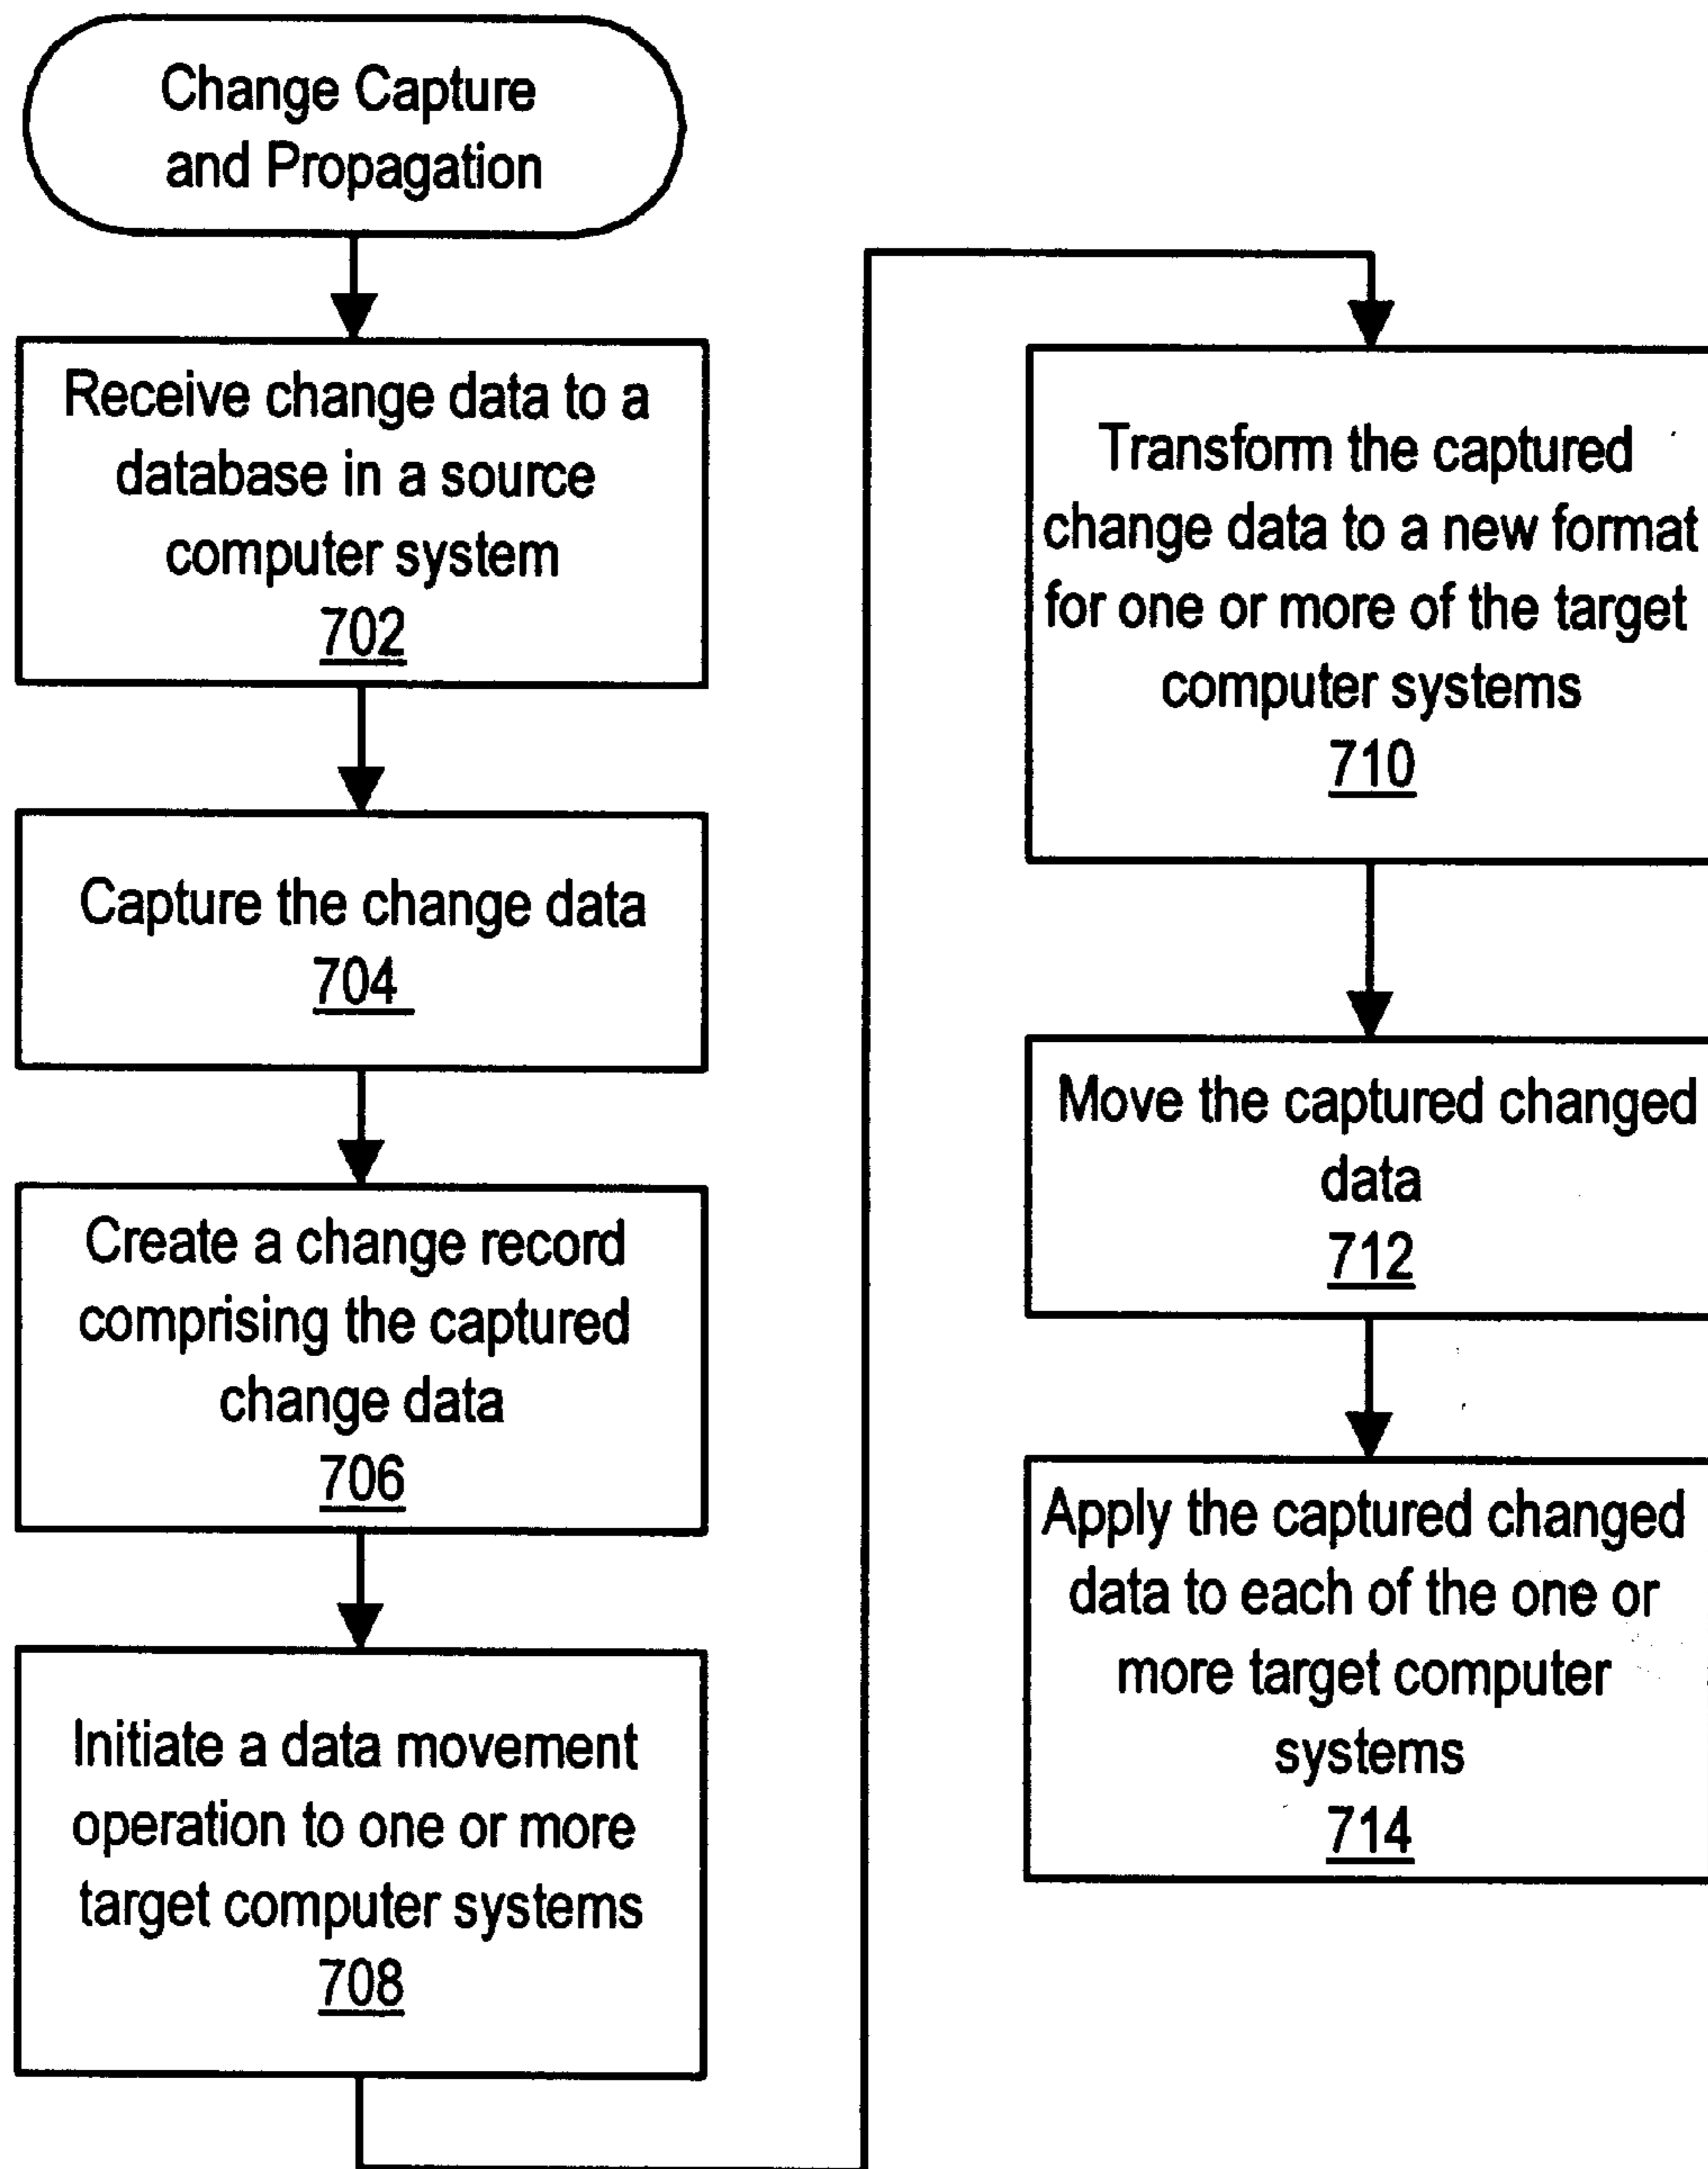 Change Capture
and Propagation
Receive change data to a
database in a source
computer system
702
Capture the change data
704
Create a change record
comprising the captured
change data
706
Initiate a data movement
operation to one or more
target computer systems
708
Transform the captured
change data to a new format
for one or more of the target
computer systems
710
Move the captured changed
data
712
Apply the captured changed
data to each of the one or
more target computer
systems
714